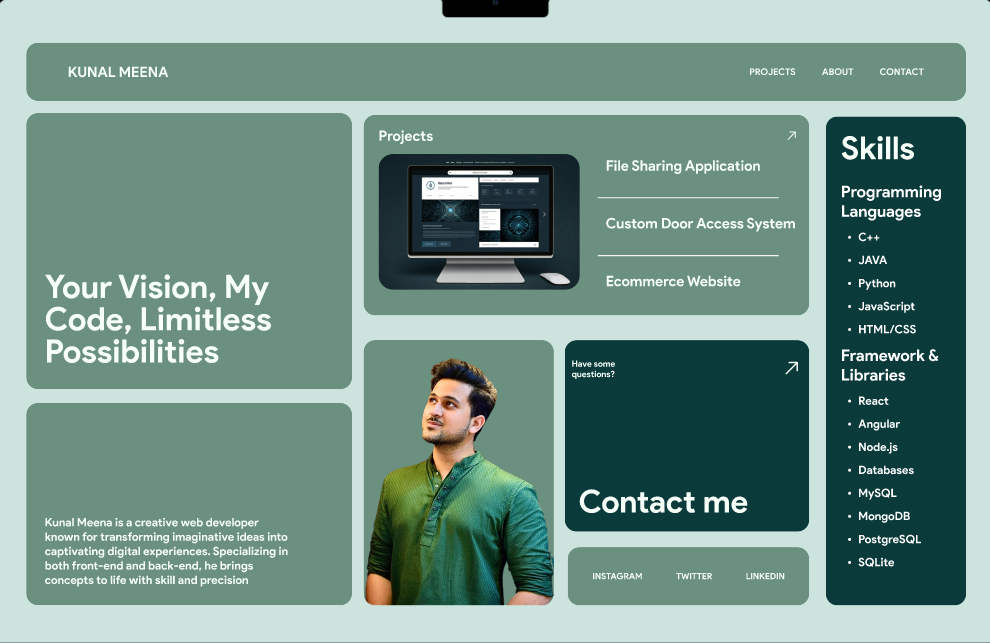 KUNAL MEENA
PROJECTS
ABOUT
CONTACT
Your Vision, My
Code, Limitless
Possibilities
Kunal Meena is a creative web developer
known for transforming imaginative ideas into
captivating digital experiences. Specializing in
both front-end and back-end, he brings
concepts to life with skill and precision
Projects
File Sharing Application
Custom Door Access System
Ecommerce Website
Have some
questions?
Contact me
INSTAGRAM
TWITTER
LINKEDIN
Skills
Programming
Languages
• C++
• JAVA
• Python
• JavaScript
• HTML/CSS
Framework &
Libraries
• React
• Angular
• Node.js
• Databases
• MySQL
• MongoDB
• PostgreSQL
• SQLite